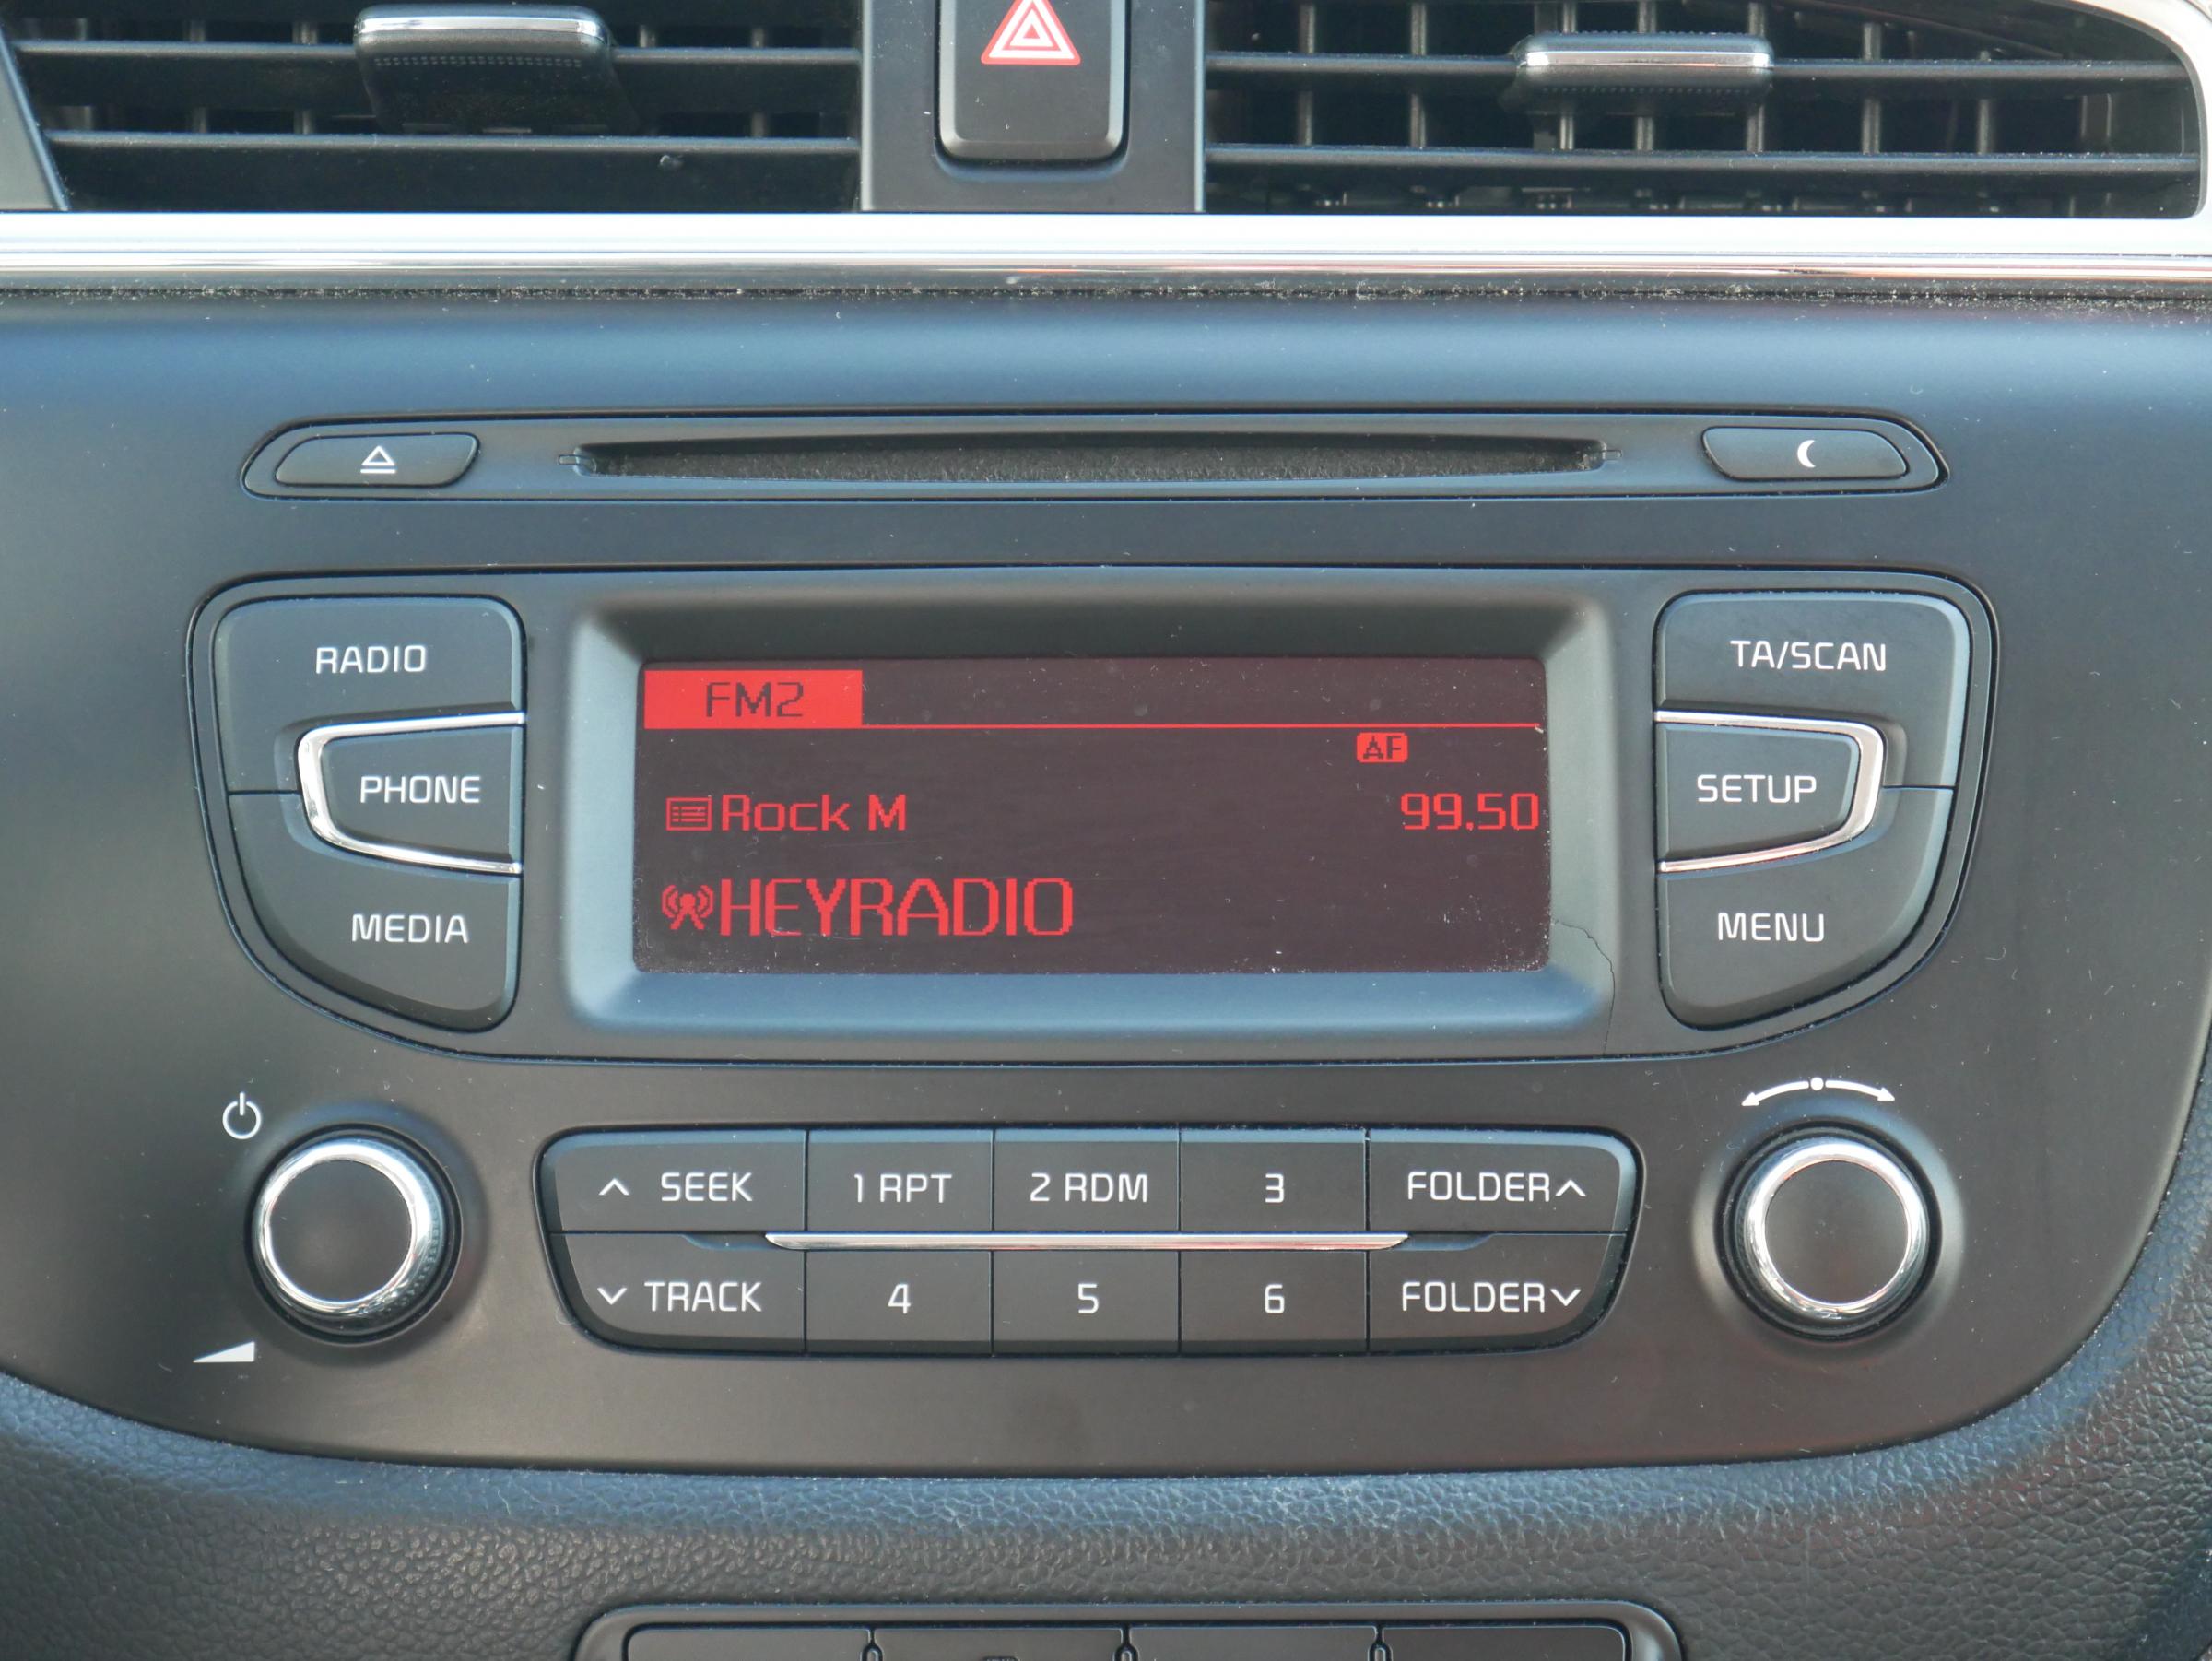 RADIO
PHONE
MEDIA
FM2
AF
Rock M 99.50
HEYRADIO
TA/SCAN
SETUP
MENU
SEEK 1 RPT 2 RDM 3 FOLDER
TRACK 4 5 6 FOLDER